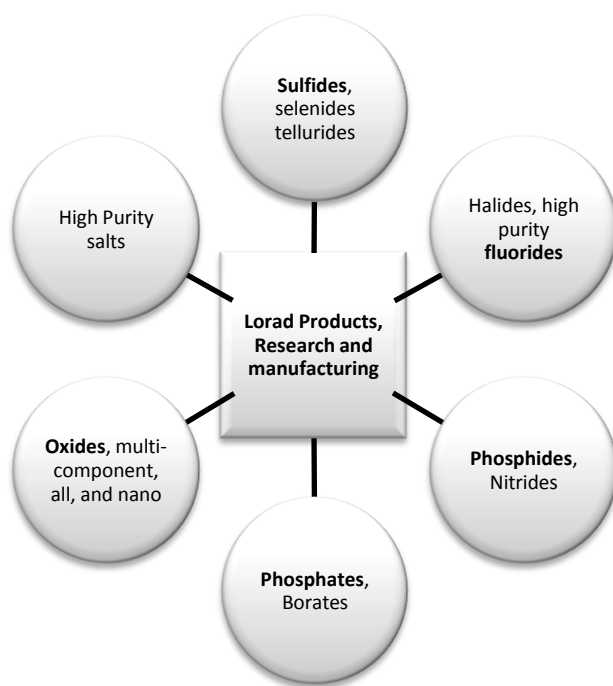 Sulfides,
selenides
tellurides
High Purity
salts
Halides, high
purity
fluorides
Lorad Products,
Research and
manufacturing
Oxides, multi-
component,
all, and nano
Phosphides,
Nitrides
Phosphates,
Borates